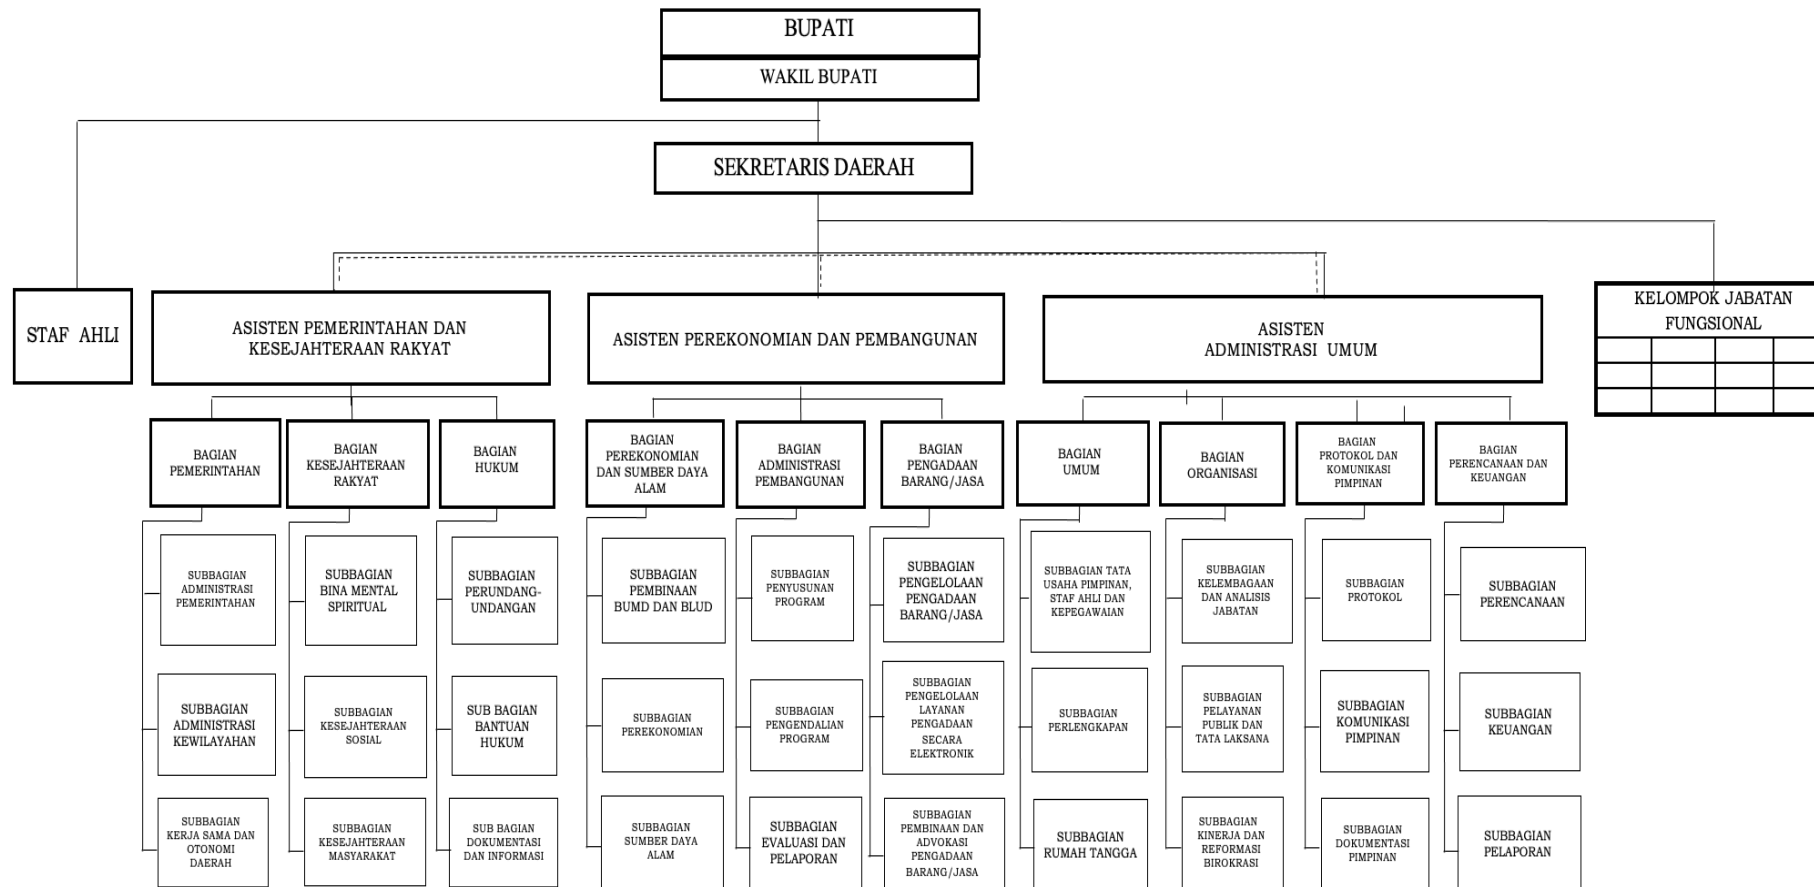 BUPATI
WAKIL BUPATI
SEKRETARIS DAERAH
STAF AHLI
ASISTEN PEMERINTAHAN DAN
KESEJAHTERAAN RAKYAT
ASISTEN PEREKONOMIAN DAN PEMBANGUNAN
ASISTEN
ADMINISTRASI UMUM
KELOMPOK JABATAN
FUNGSIONAL
BAGIAN
PEMERINTAHAN
BAGIAN
KESEJAHTERAAN
RAKYAT
BAGIAN
HUKUM
BAGIAN
PEREKONOMIAN
DAN SUMBER DAYA
ALAM
BAGIAN
ADMINISTRASI
PEMBANGUNAN
BAGIAN
PENGADAAN
BARANG/JASA
BAGIAN
UMUM
BAGIAN
ORGANISASI
BAGIAN
PROTOKOL DAN
KOMUNIKASI
PIMPINAN
BAGIAN
PERENCANAAN DAN
KEUANGAN
SUBBAGIAN
ADMINISTRASI
PEMERINTAHAN
SUBBAGIAN
BINA MENTAL
SPIRITUAL
SUBBAGIAN
PERUNDANG-
UNDANGAN
SUBBAGIAN
PEMBINAAN
BUMD DAN BLUD
SUBBAGIAN
PENYUSUNAN
PROGRAM
SUBBAGIAN
PENGELOLAAN
PENGADAAN
BARANG/JASA
SUBBAGIAN TATA
USAHA PIMPINAN,
STAF AHLI DAN
KEPEGAWAIAN
SUBBAGIAN
KELEMBAGAAN
DAN ANALISIS
JABATAN
SUBBAGIAN
PROTOKOL
SUBBAGIAN
PERENCANAAN
SUBBAGIAN
ADMINISTRASI
KEWILAYAHAN
SUBBAGIAN
KESEJAHTERAAN
SOSIAL
SUB BAGIAN
BANTUAN
HUKUM
SUBBAGIAN
PEREKONOMIAN
SUBBAGIAN
PENGENDALIAN
PROGRAM
SUBBAGIAN
PENGELOLAAN
LAYANAN
PENGADAAN
SECARA
ELEKTRONIK
SUBBAGIAN
PERLENGKAPAN
SUBBAGIAN
PELAYANAN
PUBLIK DAN
TATA LAKSANA
SUBBAGIAN
KOMUNIKASI
PIMPINAN
SUBBAGIAN
KEUANGAN
SUBBAGIAN
KERJA SAMA DAN
OTONOMI
DAERAH
SUBBAGIAN
KESEJAHTERAAN
MASYARAKAT
SUB BAGIAN
DOKUMENTASI
DAN INFORMASI
SUBBAGIAN
SUMBER DAYA
ALAM
SUBBAGIAN
EVALUASI DAN
PELAPORAN
SUBBAGIAN
PEMBINAAN DAN
ADVOKASI
PENGADAAN
BARANG/JASA
SUBBAGIAN
RUMAH TANGGA
SUBBAGIAN
KINERJA DAN
REFORMASI
BIROKRASI
SUBBAGIAN
DOKUMENTASI
PIMPINAN
SUBBAGIAN
PELAPORAN